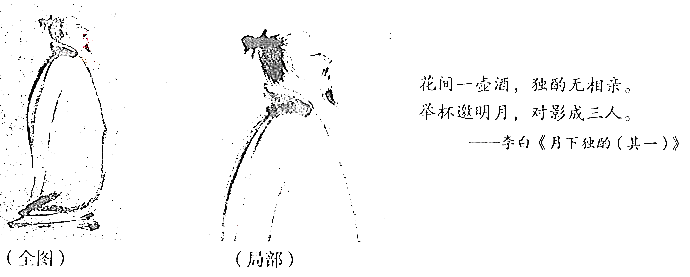 花间一壶酒，独酌无相亲。
举杯邀明月，对影成三人。
——李白《月下独酌（其一）》
（全图）
（局部）